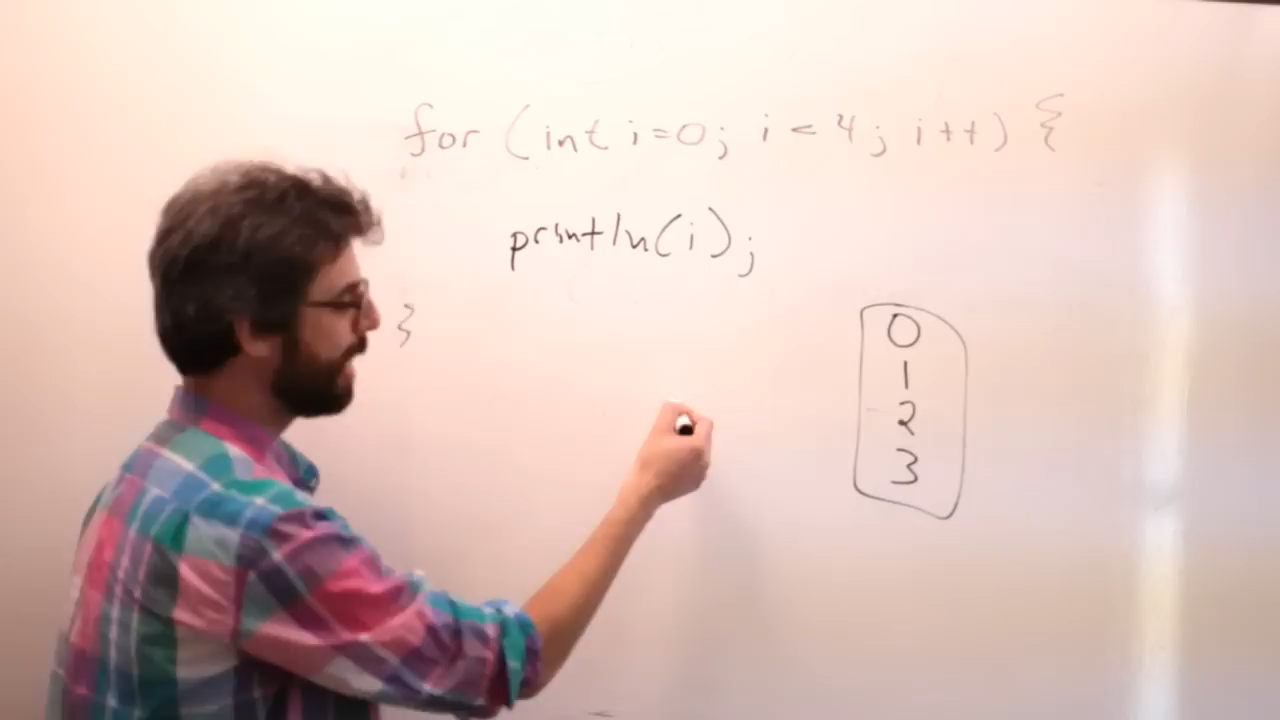 for (int i=0; i < 4; i++) {
println(i);
}
0
1
2
3